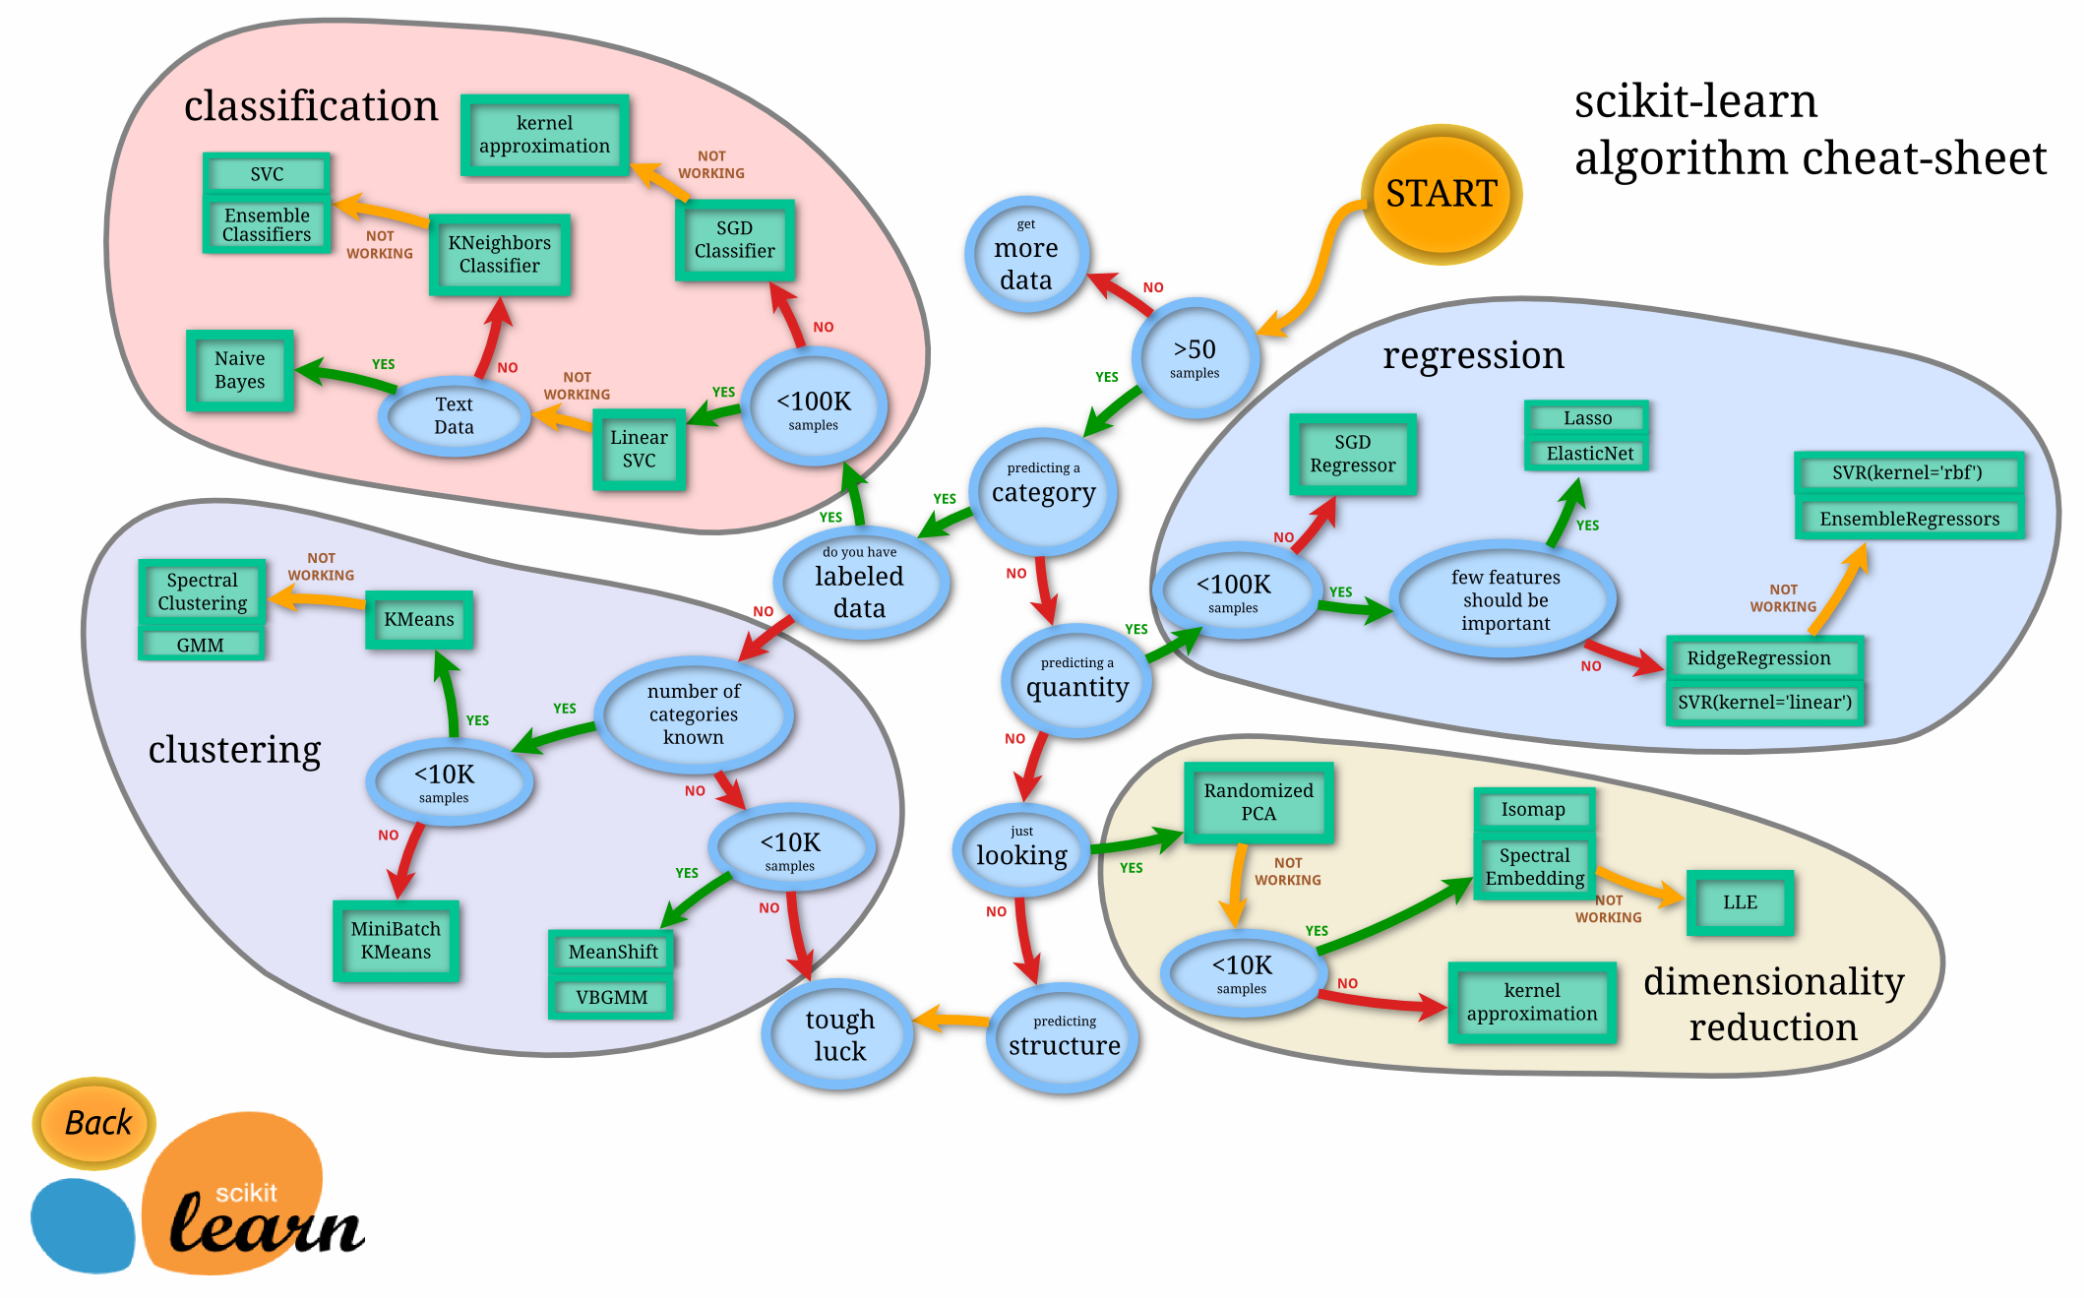 scikit-learn
algorithm cheat-sheet
START
classification
kernel
approximation
NOT
WORKING
SVC
Ensemble
Classifiers
NOT
WORKING
KNeighbors
Classifier
SGD
Classifier
NO
Naive
Bayes
YES
Text
Data
NO
NOT
WORKING
Linear
SVC
YES
<100K
samples
get
more
data
NO
>50
samples
YES
predicting a
category
YES
NO
do you have
labeled
data
YES
NO
predicting a
quantity
YES
NO
just
looking
YES
NO
predicting
structure
tough
luck
regression
SGD
Regressor
NO
Lasso
ElasticNet
YES
SVR(kernel='rbf')
EnsembleRegressors
<100K
samples
YES
few features
should be
important
NOT
WORKING
NO
RidgeRegression
SVR(kernel='linear')
clustering
Spectral
Clustering
GMM
NOT
WORKING
KMeans
YES
<10K
samples
YES
number of
categories
known
NO
NO
MiniBatch
KMeans
<10K
samples
YES
NO
MeanShift
VBGMM
Randomized
PCA
NOT
WORKING
Isomap
Spectral
Embedding
NOT
WORKING
LLE
YES
<10K
samples
NO
kernel
approximation
dimensionality
reduction
Back
scikit
learn